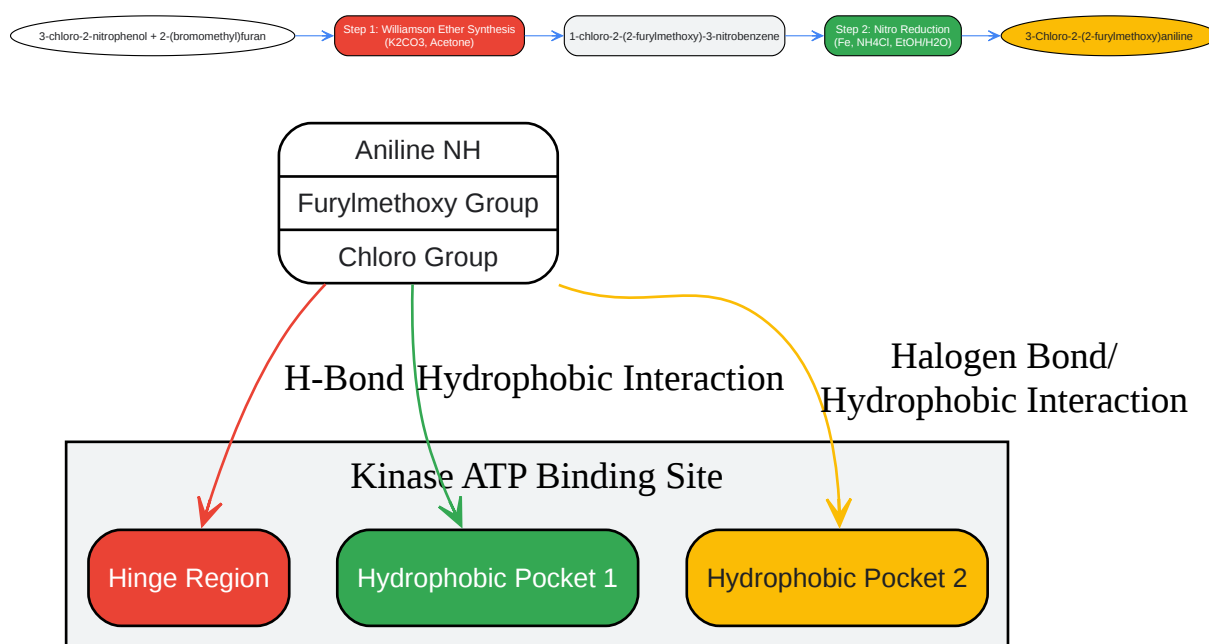 3-chloro-2-nitrophenol + 2-(bromomethyl)furan
Step 1: Williamson Ether Synthesis
(K2CO3, Acetone)
1-chloro-2-(2-furylmethoxy)-3-nitrobenzene
Step 2: Nitro Reduction
(Fe, NH4Cl, EtOH/H2O)
3-Chloro-2-(2-furylmethoxy)aniline
Aniline NH
Furylmethoxy Group
Chloro Group
H-Bond
Hydrophobic Interaction
Halogen Bond/
Hydrophobic Interaction
Kinase ATP Binding Site
Hinge Region
Hydrophobic Pocket 1
Hydrophobic Pocket 2